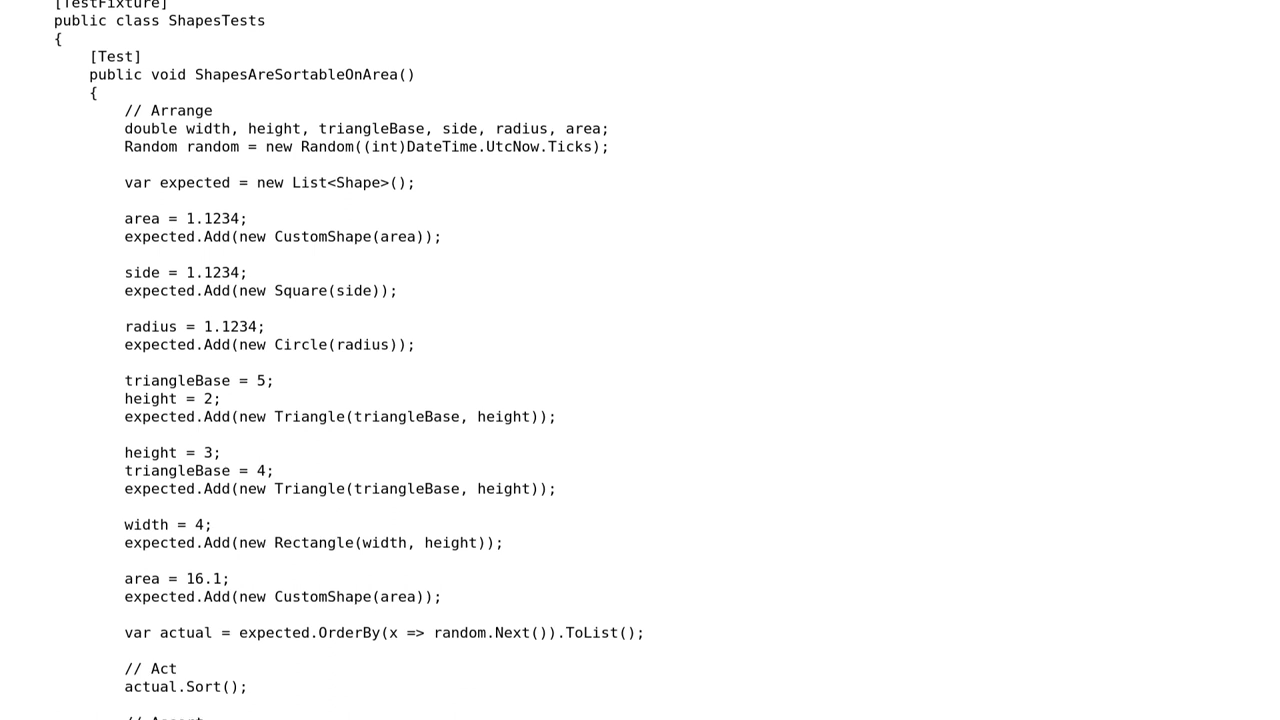 [TestFixture]
public class ShapesTests
{
[Test]
public void ShapesAreSortableOnArea()
{
// Arrange
double width, height, triangleBase, side, radius, area;
Random random = new Random((int)DateTime.UtcNow.Ticks);
var expected = new List<Shape>();
area = 1.1234;
expected.Add(new CustomShape(area));
side = 1.1234;
expected.Add(new Square(side));
radius = 1.1234;
expected.Add(new Circle(radius));
triangleBase = 5;
height = 2;
expected.Add(new Triangle(triangleBase, height));
height = 3;
triangleBase = 4;
expected.Add(new Triangle(triangleBase, height));
width = 4;
expected.Add(new Rectangle(width, height));
area = 16.1;
expected.Add(new CustomShape(area));
var actual = expected.OrderBy(x => random.Next()).ToList();
// Act
actual.Sort();